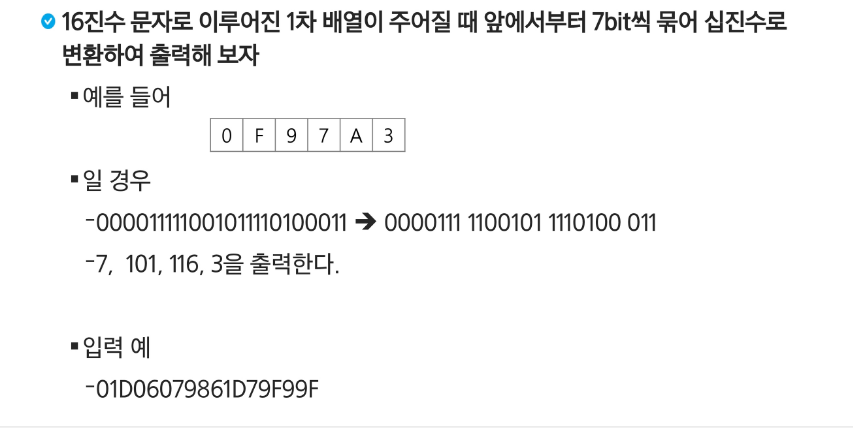 16진수 문자로 이루어진 1차 배열이 주어질 때 앞에서부터 7bit씩 묶어 십진수로
변환하여 출력해 보자
예를 들어
0 F 9 7 A 3
일 경우
-000011111001011110100011 → 0000111 1100101 1110100 011
-7, 101, 116, 3을 출력한다.
입력 예
-01D06079861D79F99F